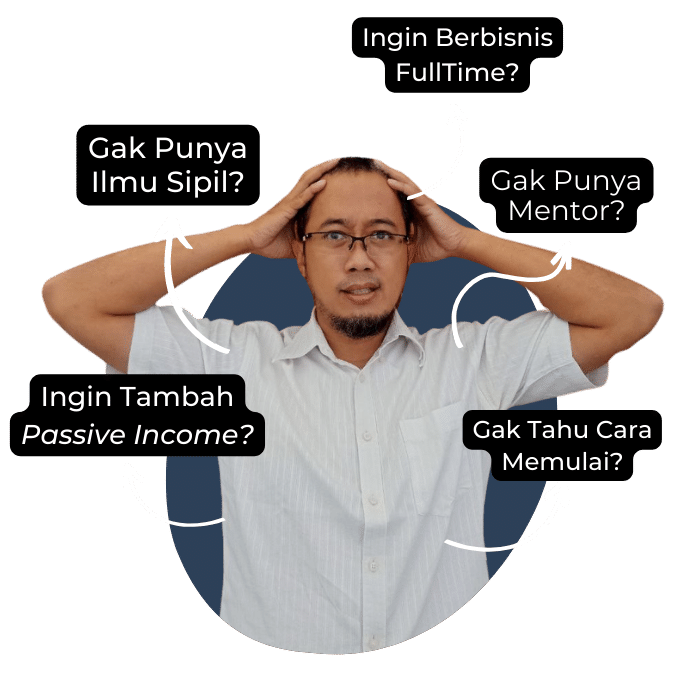 Ingin Berbisnis
FullTime?
Gak Punya
Ilmu Sipil?
Gak Punya
Mentor?
Ingin Tambah
Passive Income?
Gak Tahu Cara
Memulai?